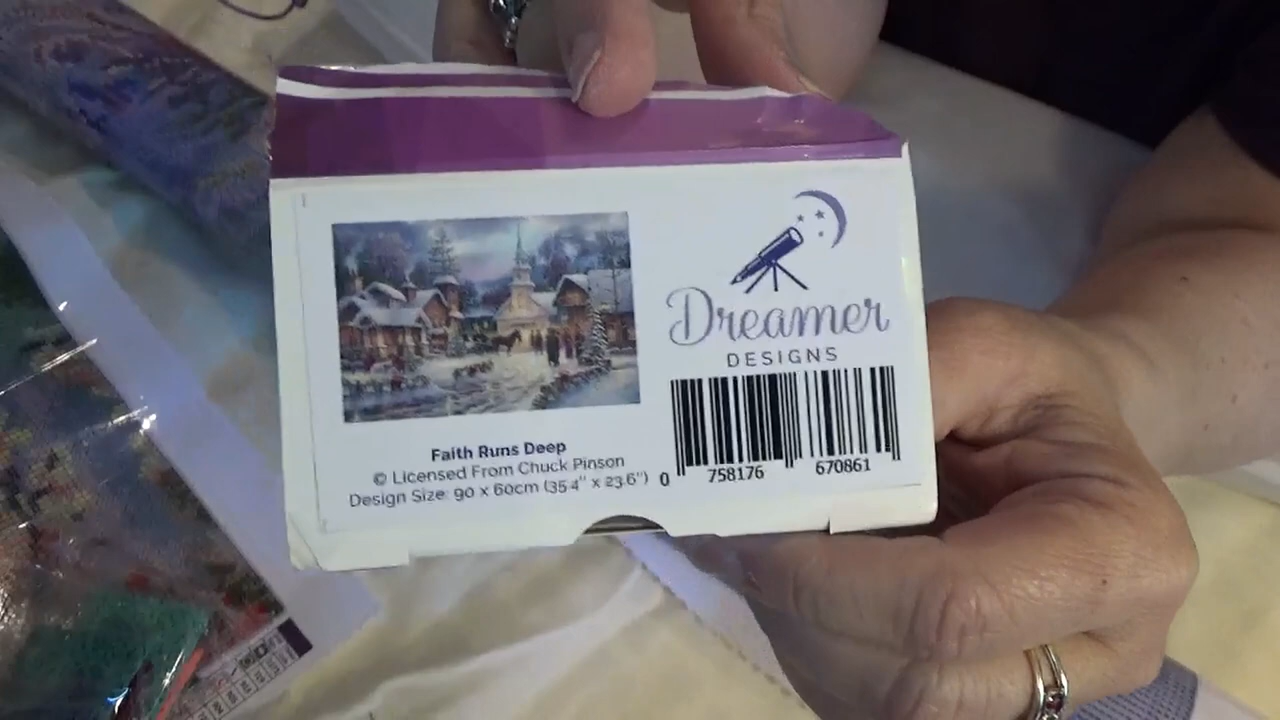 Dreamer
DESIGNS
Faith Runs Deep
© Licensed From Chuck Pinson
Design Size: 90 x 60cm (35.4" x 23.6")
0 758176 670861